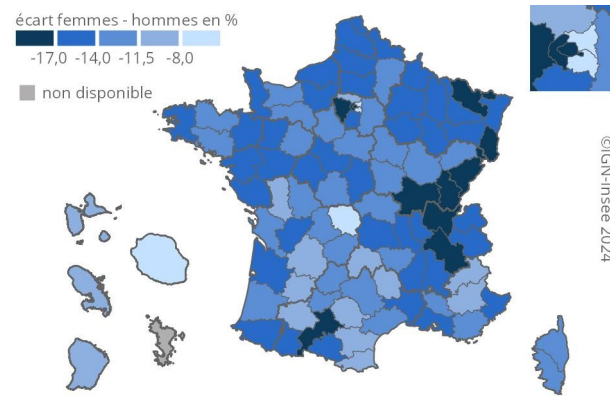 écart femmes - hommes en %
-17,0 -14,0 -11,5 -8,0
non disponible
©IGN-Insee 2024